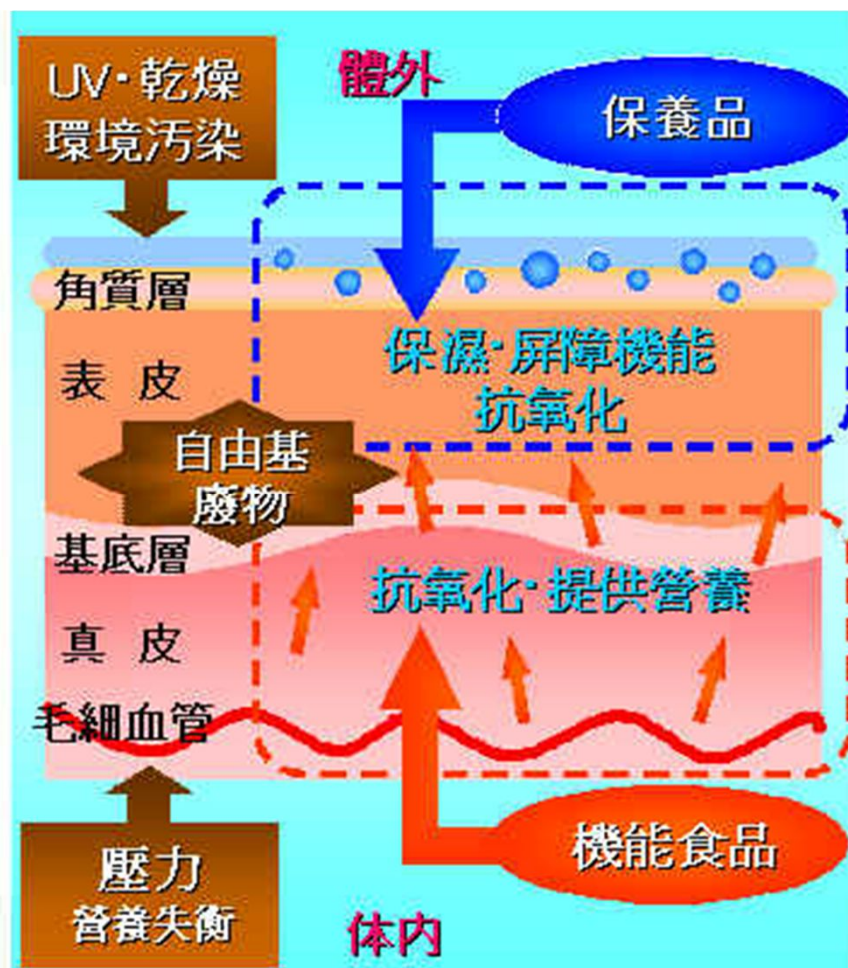 UV·乾燥
環境汚染
體外
保養品
角質層
保濕·屏障機能
抗氧化
表 皮
自由基
廢物
基底層
抗氧化·提供營養
真 皮
毛細血管
機能食品
壓力
營養失衡
体内